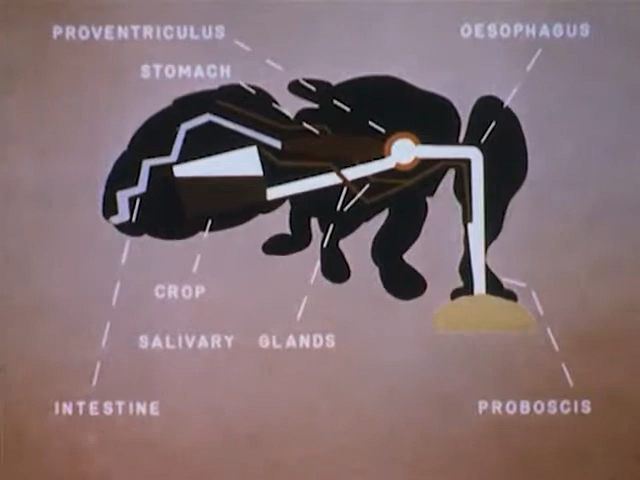 PROVENTRICULUS
OESOPHAGUS
STOMACH
CROP
SALIVARY GLANDS
INTESTINE
PROBOSCIS